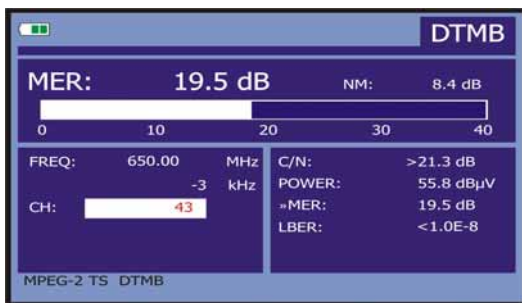 DTMB
MER: 19.5 dB NM: 8.4 dB
0 10 20 30 40
FREQ: 650.00 MHz
-3 kHz
CH: 43
C/N: >21.3 dB
POWER: 55.8 dBµV
»MER: 19.5 dB
LBER: <1.0E-8
MPEG-2 TS DTMB